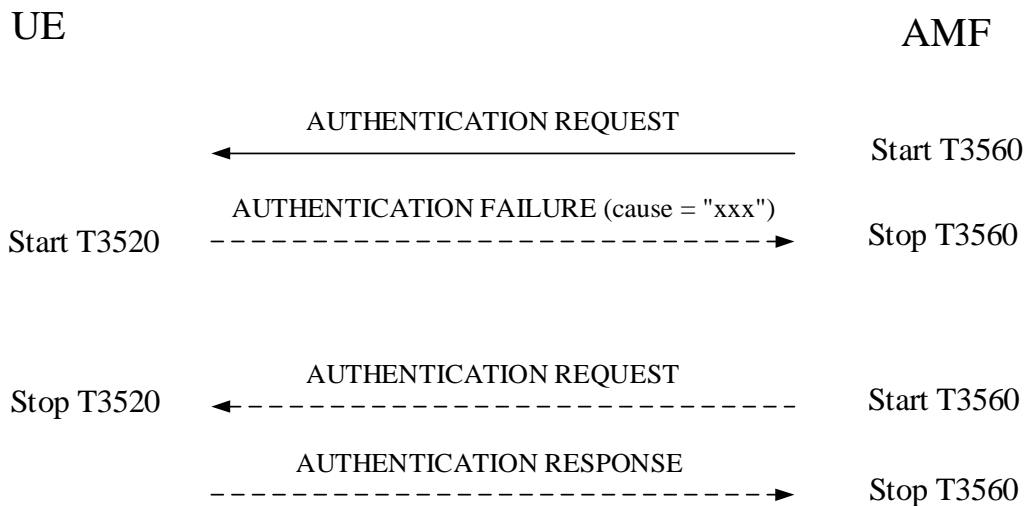 UE
AMF
AUTHENTICATION REQUEST
Start T3560
AUTHENTICATION FAILURE (cause = "xxx")
Start T3520
Stop T3560
AUTHENTICATION REQUEST
Stop T3520
Start T3560
AUTHENTICATION RESPONSE
Stop T3560